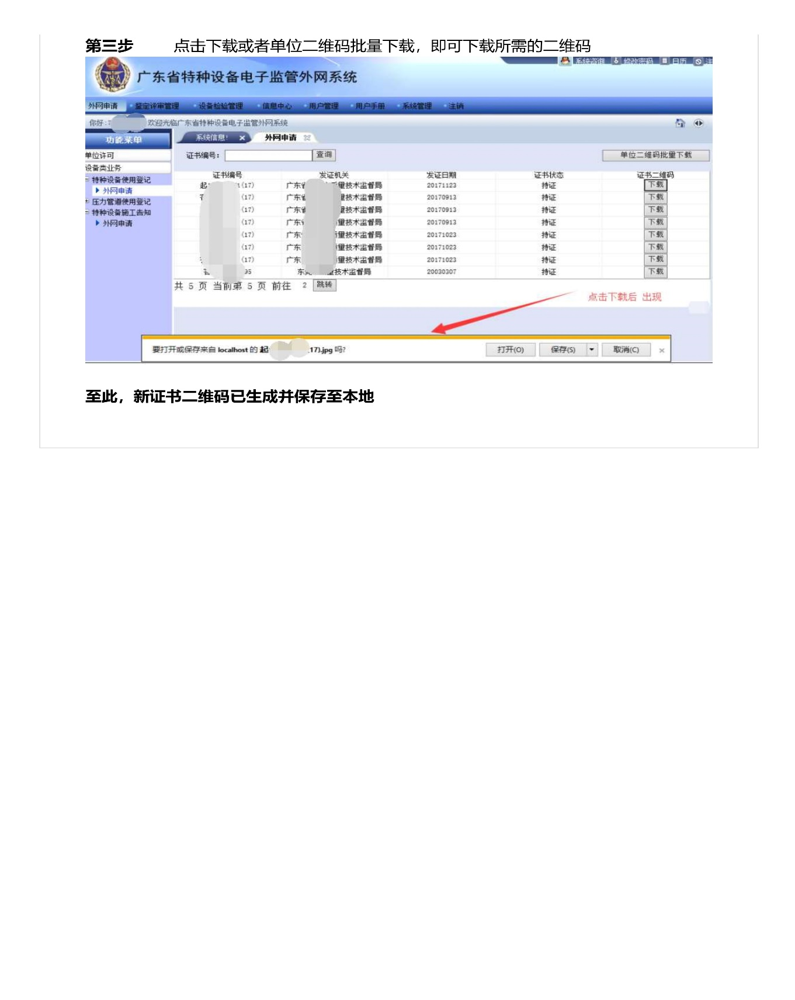 第三步 点击下载或者单位二维码批量下载，即可下载所需的二维码
系统咨询 修改密码 日历 注
广东省特种设备电子监管外网系统
外网申请 鉴定评审管理 设备检验管理 信息中心 用户管理 用户手册 系统管理 注销
你好: 欢迎光临广东省特种设备电子监管外网系统
功能菜单 系统信息! 外网申请
单位许可 证书编号: 查询 单位二维码批量下载
设备类业务
特种设备使用登记
外网申请
压力管道使用登记
特种设备施工告知
外网申请
证书编号 发证机关 发证日期 证书状态 证书二维码
起 1(17) 广东省 量技术监督局 20171123 持证 下载
(17) 广东省 量技术监督局 20170913 持证 下载
(17) 广东省 量技术监督局 20170913 持证 下载
(17) 广东 量技术监督局 20170913 持证 下载
(17) 广东 质量技术监督局 20171023 持证 下载
(17) 广东 质量技术监督局 20171023 持证 下载
(17) 广东 质量技术监督局 20171023 持证 下载
容 95 东莞 量技术监督局 20030307 持证 下载
共 5 页 当前第 5 页 前往 2 跳转
点击下载后 出现
要打开或保存来自 localhost 的 起 17).jpg 吗? 打开(O) 保存(S) 取消(C)
至此，新证书二维码已生成并保存至本地